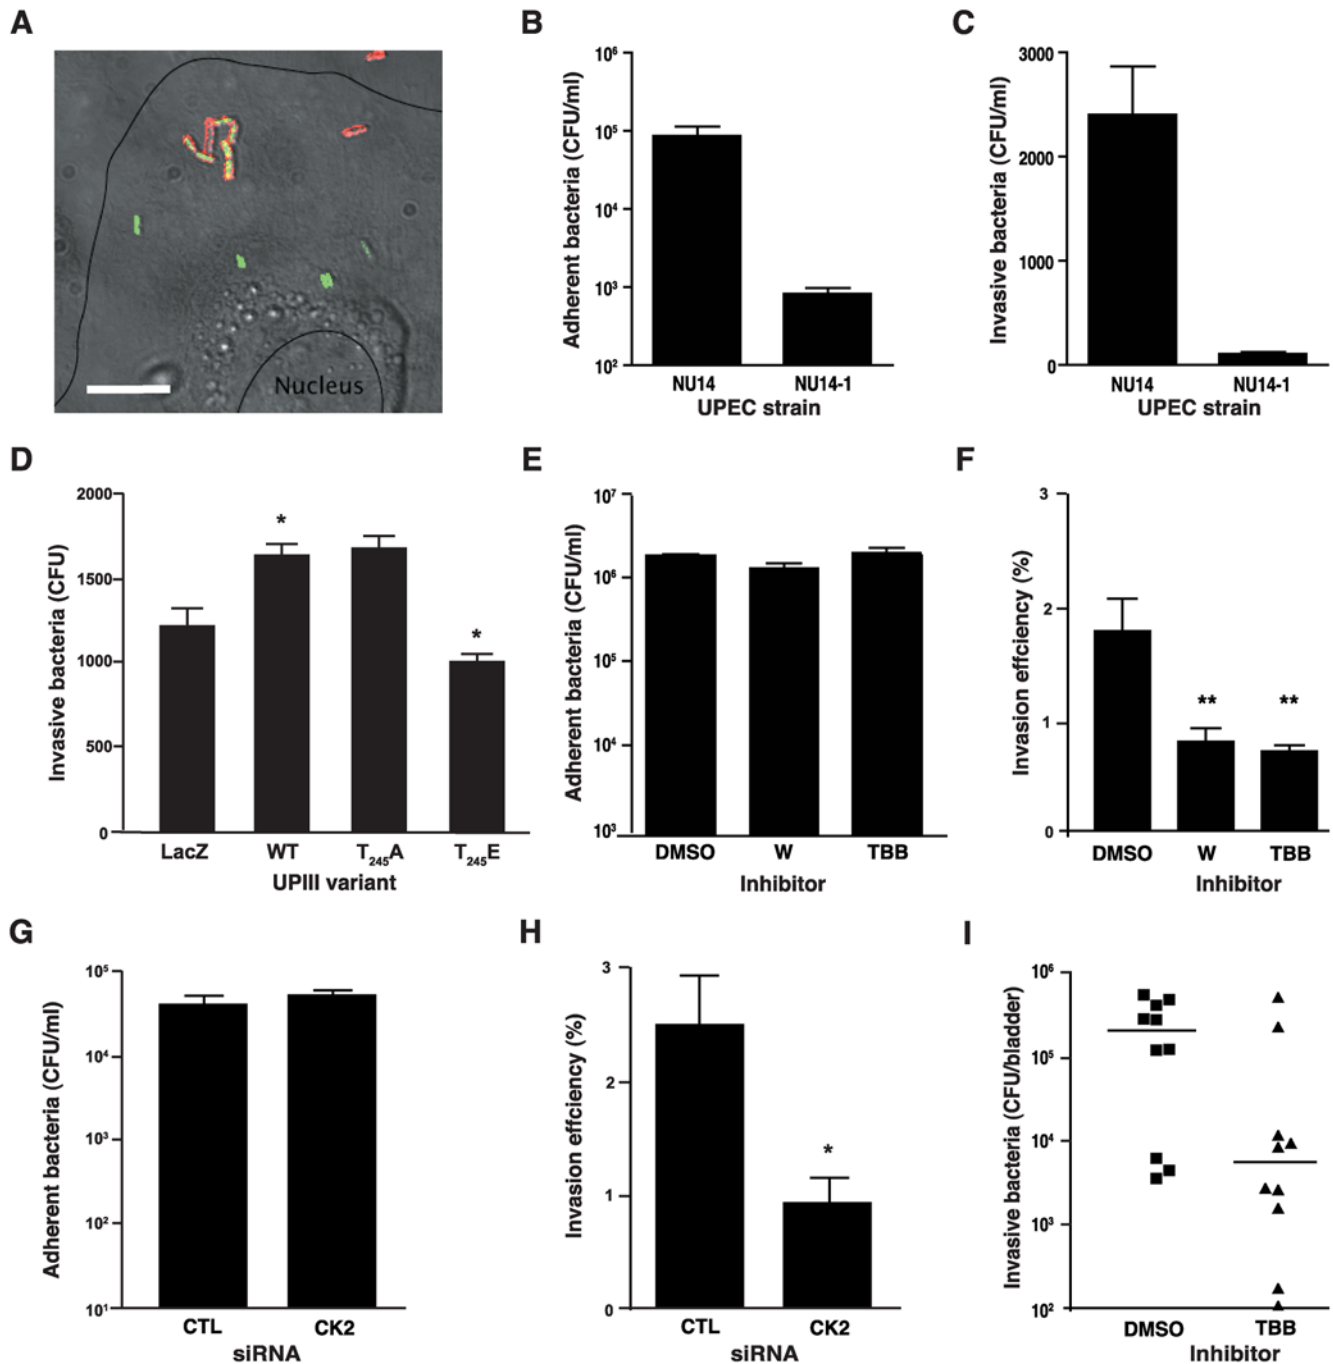 A
Nucleus
B
Adherent bacteria (CFU/ml)
10⁶
10⁵
10⁴
10³
10²
NU14 NU14-1
UPEC strain
C
Invasive bacteria (CFU/ml)
3000
2000
1000
0
NU14 NU14-1
UPEC strain
D
Invasive bacteria (CFU)
2000
1500
1000
500
0
*
*
LacZ WT T₂₄₅A T₂₄₅E
UPIII variant
E
Adherent bacteria (CFU/ml)
10⁷
10⁶
10⁵
10⁴
10³
DMSO W TBB
Inhibitor
F
Invasion effciency (%)
3
2
1
0
** **
DMSO W TBB
Inhibitor
G
Adherent bacteria (CFU/ml)
10⁵
10⁴
10³
10²
10¹
CTL CK2
siRNA
H
Invasion effciency (%)
3
2
1
0
*
CTL CK2
siRNA
I
Invasive bacteria (CFU/bladder)
10⁶
10⁵
10⁴
10³
10²
DMSO TBB
Inhibitor